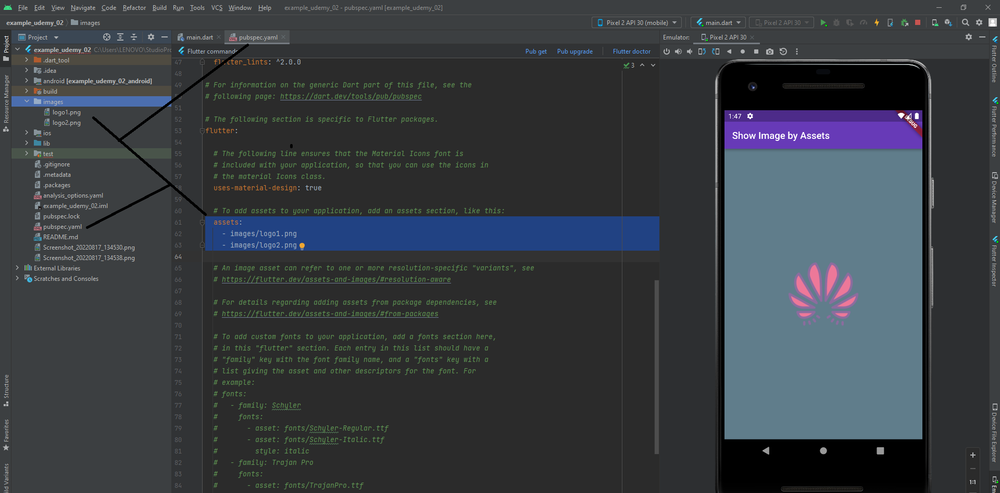 File Edit View Navigate Code Refactor Build Run Tools VCS Window Help example_udemy_02 - pubspec.yaml [example_udemy_02]
example_udemy_02 images Pixel 2 API 30 (mobile) main.dart Pixel 2 API 30
Project
Resource Manager
Structure
Favorites
Project
example_udemy_02 C:\Users\LENOVO\StudioPro
.dart_tool
.idea
android [example_udemy_02_android]
build
images
logo1.png
logo2.png
ios
lib
test
.gitignore
.metadata
.packages
analysis_options.yaml
example_udemy_02.iml
pubspec.lock
pubspec.yaml
README.md
Screenshot_20220817_134530.png
Screenshot_20220817_134538.png
External Libraries
Scratches and Consoles
main.dart pubspec.yaml
Flutter commands Pub get Pub upgrade Flutter doctor
3
47 flutter_lints: ^2.0.0
48
49 # For information on the generic Dart part of this file, see the
# following page: https://dart.dev/tools/pub/pubspec
51
52 # The following section is specific to Flutter packages.
53 flutter:
54
55 # The following line ensures that the Material Icons font is
56 # included with your application, so that you can use the icons in
57 # the material Icons class.
58 uses-material-design: true
59
60 # To add assets to your application, add an assets section, like this:
61 assets:
62 - images/logo1.png
63 - images/logo2.png
64
65 # An image asset can refer to one or more resolution-specific "variants", see
66 # https://flutter.dev/assets-and-images/#resolution-aware
67
68 # For details regarding adding assets from package dependencies, see
69 # https://flutter.dev/assets-and-images/#from-packages
70
71 # To add custom fonts to your application, add a fonts section here,
72 # in this "flutter" section. Each entry in this list should have a
73 # "family" key with the font family name, and a "fonts" key with a
74 # list giving the asset and other descriptors for the font. For
75 # example:
76 # fonts:
77 # - family: Schyler
78 # fonts:
79 # - asset: fonts/Schyler-Regular.ttf
80 # - asset: fonts/Schyler-Italic.ttf
81 # style: italic
82 # - family: Trajan Pro
83 # fonts:
84 # - asset: fonts/TrajanPro.ttf
Emulator: Pixel 2 API 30
1:47
DEBUG
Show Image by Assets
1:1
Flutter Outline
Flutter Performance
Device Manager
Flutter Inspector
Device File Explorer